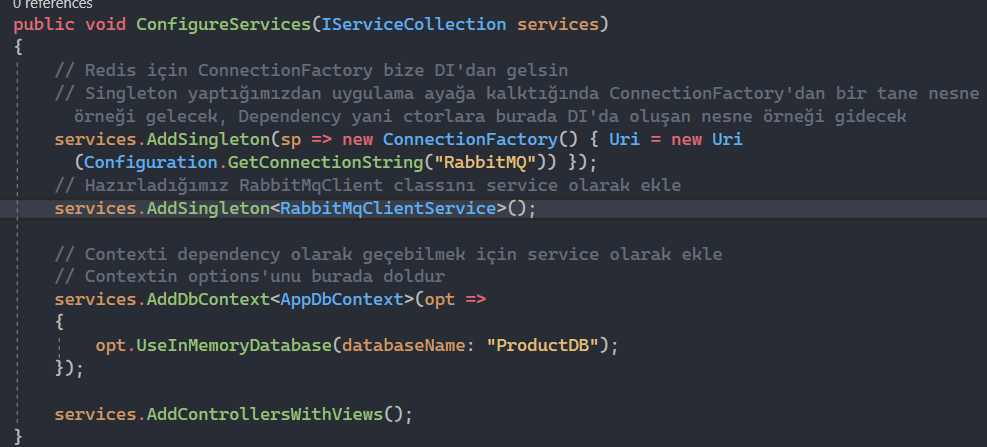 0 references
public void ConfigureServices(IServiceCollection services)
{
    // Redis için ConnectionFactory bize DI'dan gelsin
    // Singleton yaptığımızdan uygulama ayağa kalktığında ConnectionFactory'dan bir tane nesne
      örneği gelecek, Dependency yani ctorlara burada DI'da oluşan nesne örneği gidecek
    services.AddSingleton(sp => new ConnectionFactory() { Uri = new Uri
      (Configuration.GetConnectionString("RabbitMQ")) });
    // Hazırladığımız RabbitMqClient classını service olarak ekle
    services.AddSingleton<RabbitMqClientService>();
    // Contexti dependency olarak geçebilmek için service olarak ekle
    // Contextin options'unu burada doldur
    services.AddDbContext<AppDbContext>(opt =>
    {
        opt.UseInMemoryDatabase(databaseName: "ProductDB");
    });
    services.AddControllersWithViews();
}